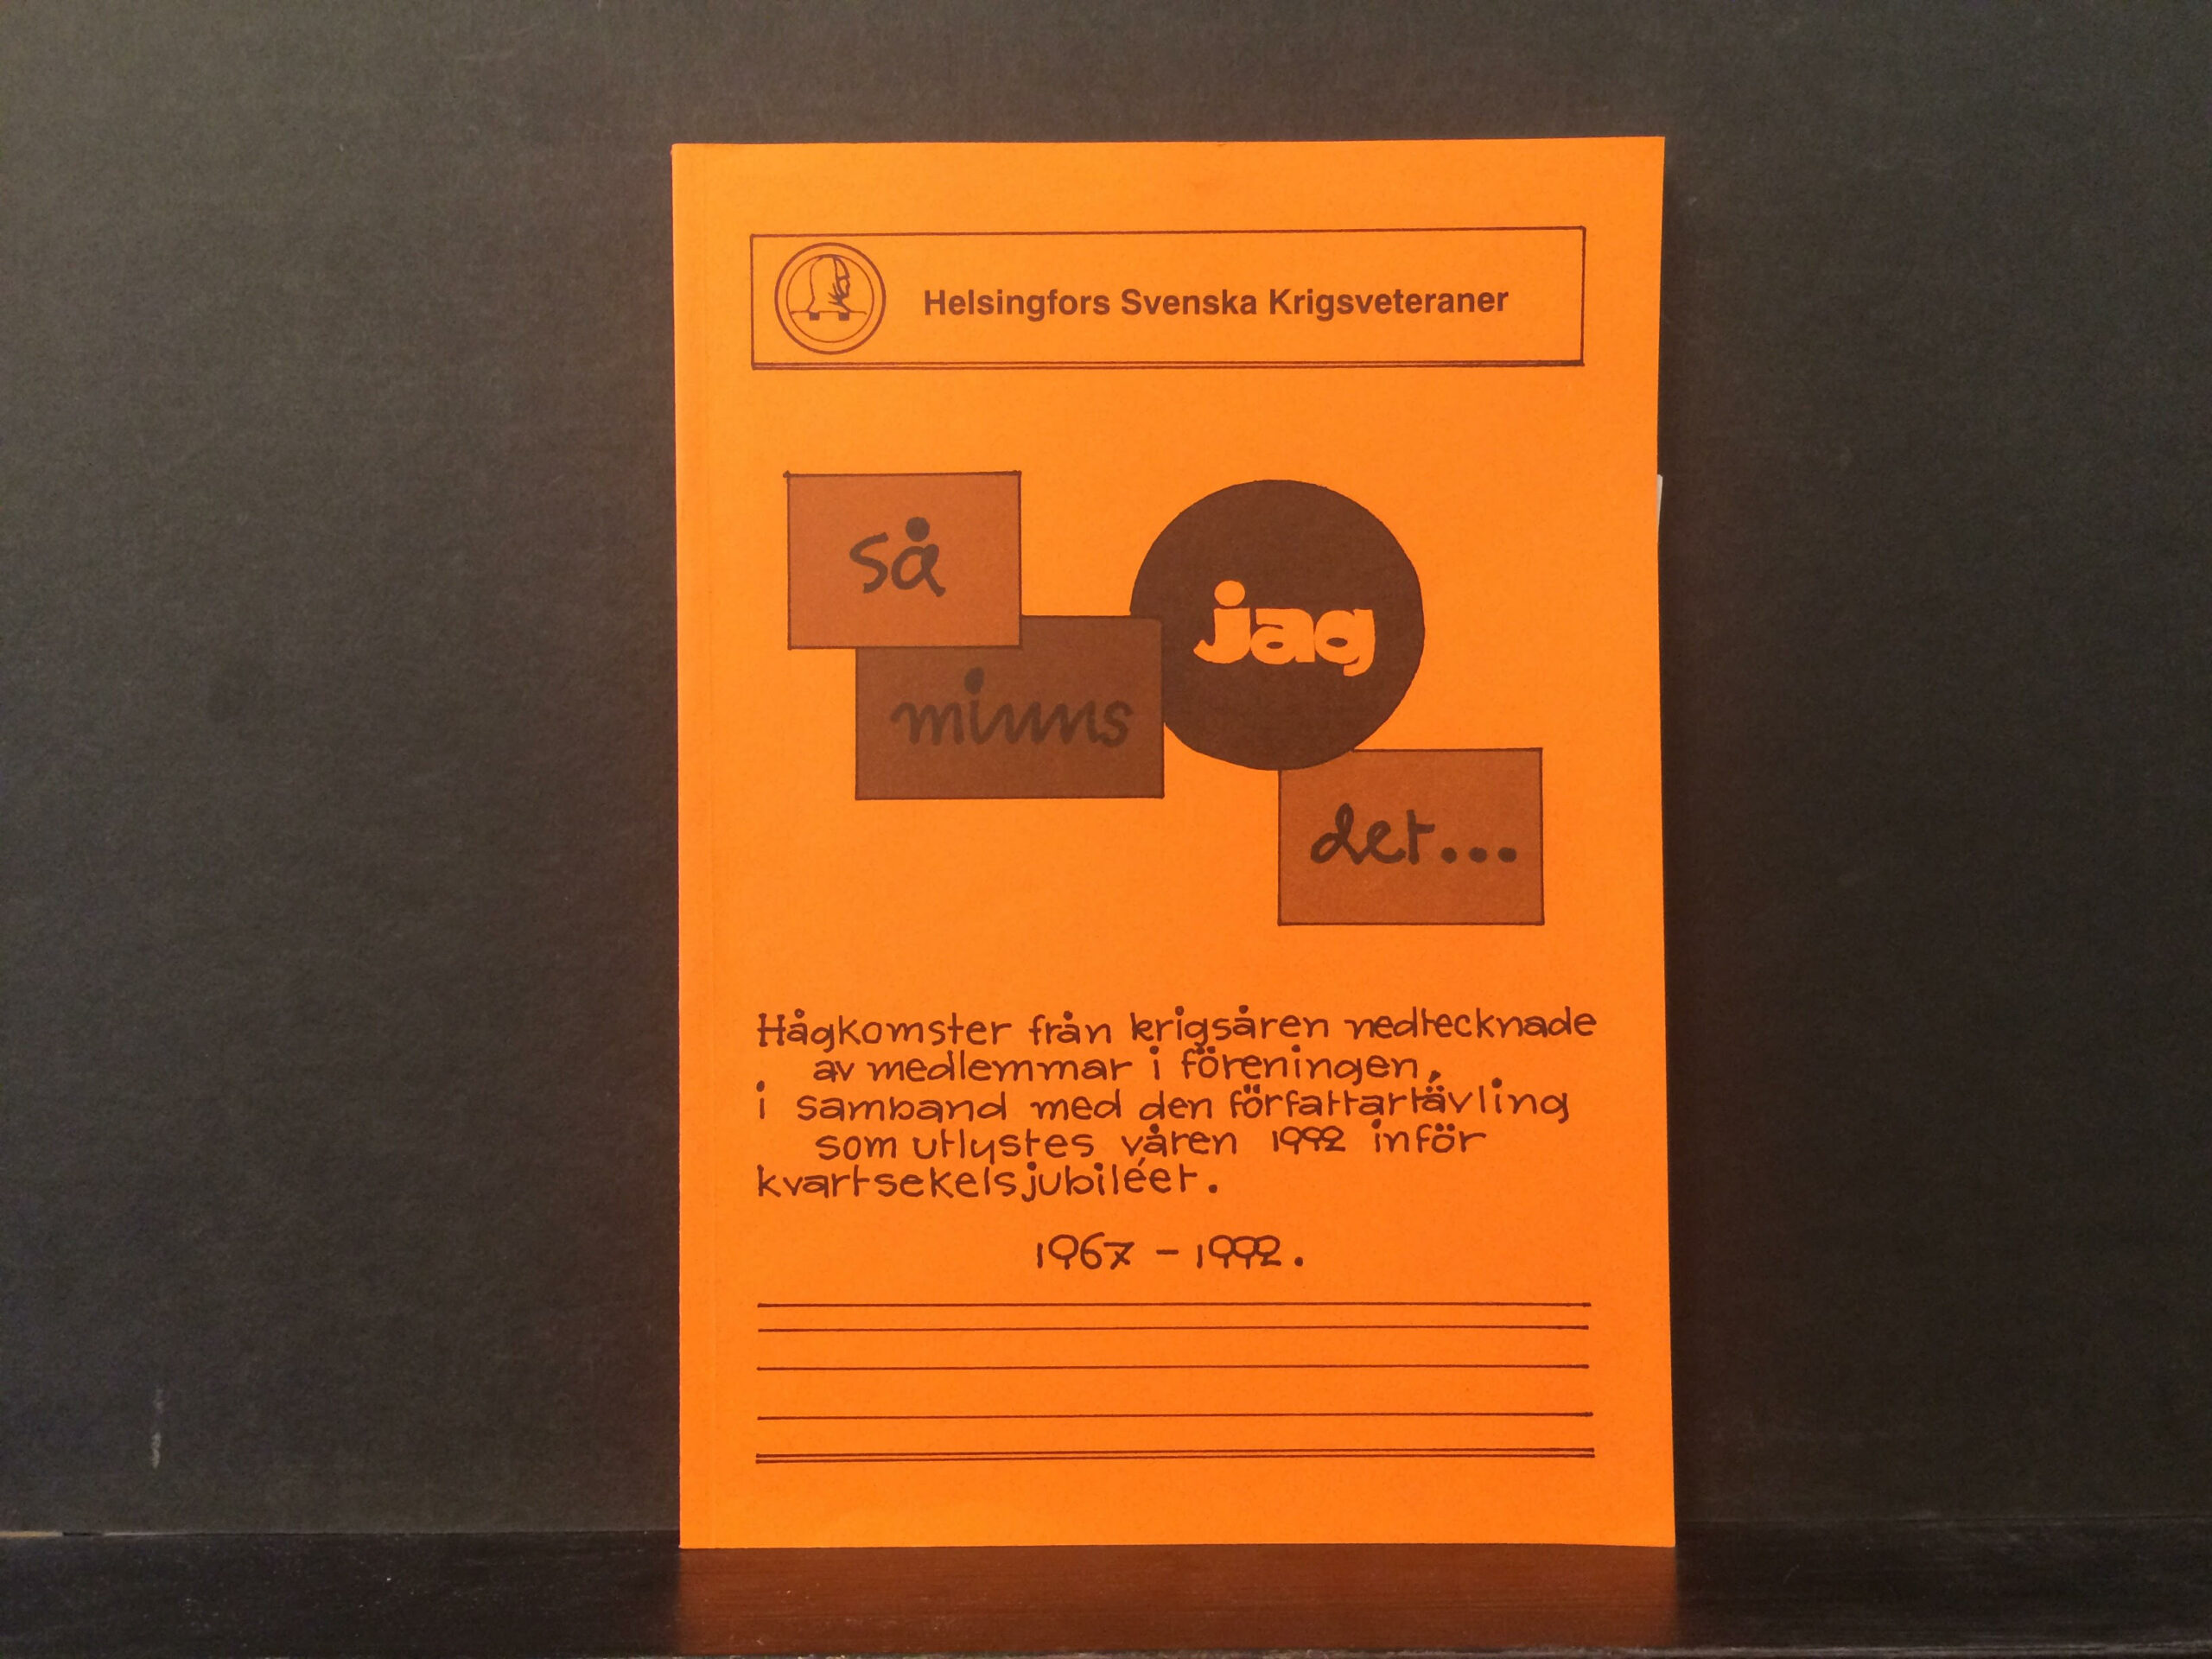 Helsingfors Svenska Krigsveteraner
så
minns
jag
det...
Hågkomster från krigsåren nedtecknade
av medlemmar i föreningen,
i samband med den författartävling
som utlystes våren 1992 inför
kvartsekelsjubiléet.
1967 - 1992.